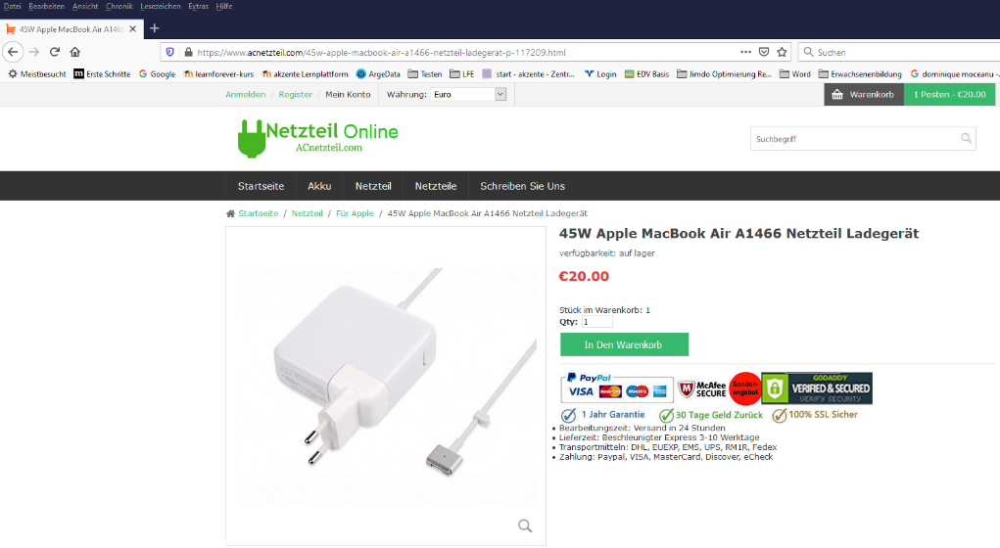 Datei Bearbeiten Ansicht Chronik Lesezeichen Extras Hilfe
45W Apple MacBook Air A1466
https://www.acnetzteil.com/45w-apple-macbook-air-a1466-netzteil-ladegerat-p-117209.html
Suchen
Meistbesucht Erste Schritte Google learnforever-kurs akzente Lernplattform ArgeData Testen LFE start - akzente - Zentr... Login EDV Basis Jimdo Optimierung Re... Word Erwachsenenbildung dominique moceanu -
Anmelden / Register / Mein Konto Währung: Euro Warenkorb 1 Posten - €20.00
Netzteil Online
ACnetzteil.com
Suchbegriff
Startseite Akku Netzteil Netzteile Schreiben Sie Uns
Startseite / Netzteil / Für Apple / 45W Apple MacBook Air A1466 Netzteil Ladegerät
45W Apple MacBook Air A1466 Netzteil Ladegerät
verfügbarkeit: auf lager
€20.00
Stück im Warenkorb: 1
Qty: 1
In Den Warenkorb
PayPal
VISA MasterCard Maestro
McAfee SECURE
Sonder-angebot
GODADDY
VERIFIED & SECURED
VERIFY SECURITY
1 Jahr Garantie 30 Tage Geld Zurück 100% SSL Sicher
• Bearbeitungszeit: Versand in 24 Stunden
• Lieferzeit: Beschleunigter Express 3-10 Werktage
• Transportmitteln: DHL, EUEXP, EMS, UPS, RM1R, Fedex
• Zahlung: Paypal, VISA, MasterCard, Discover, eCheck